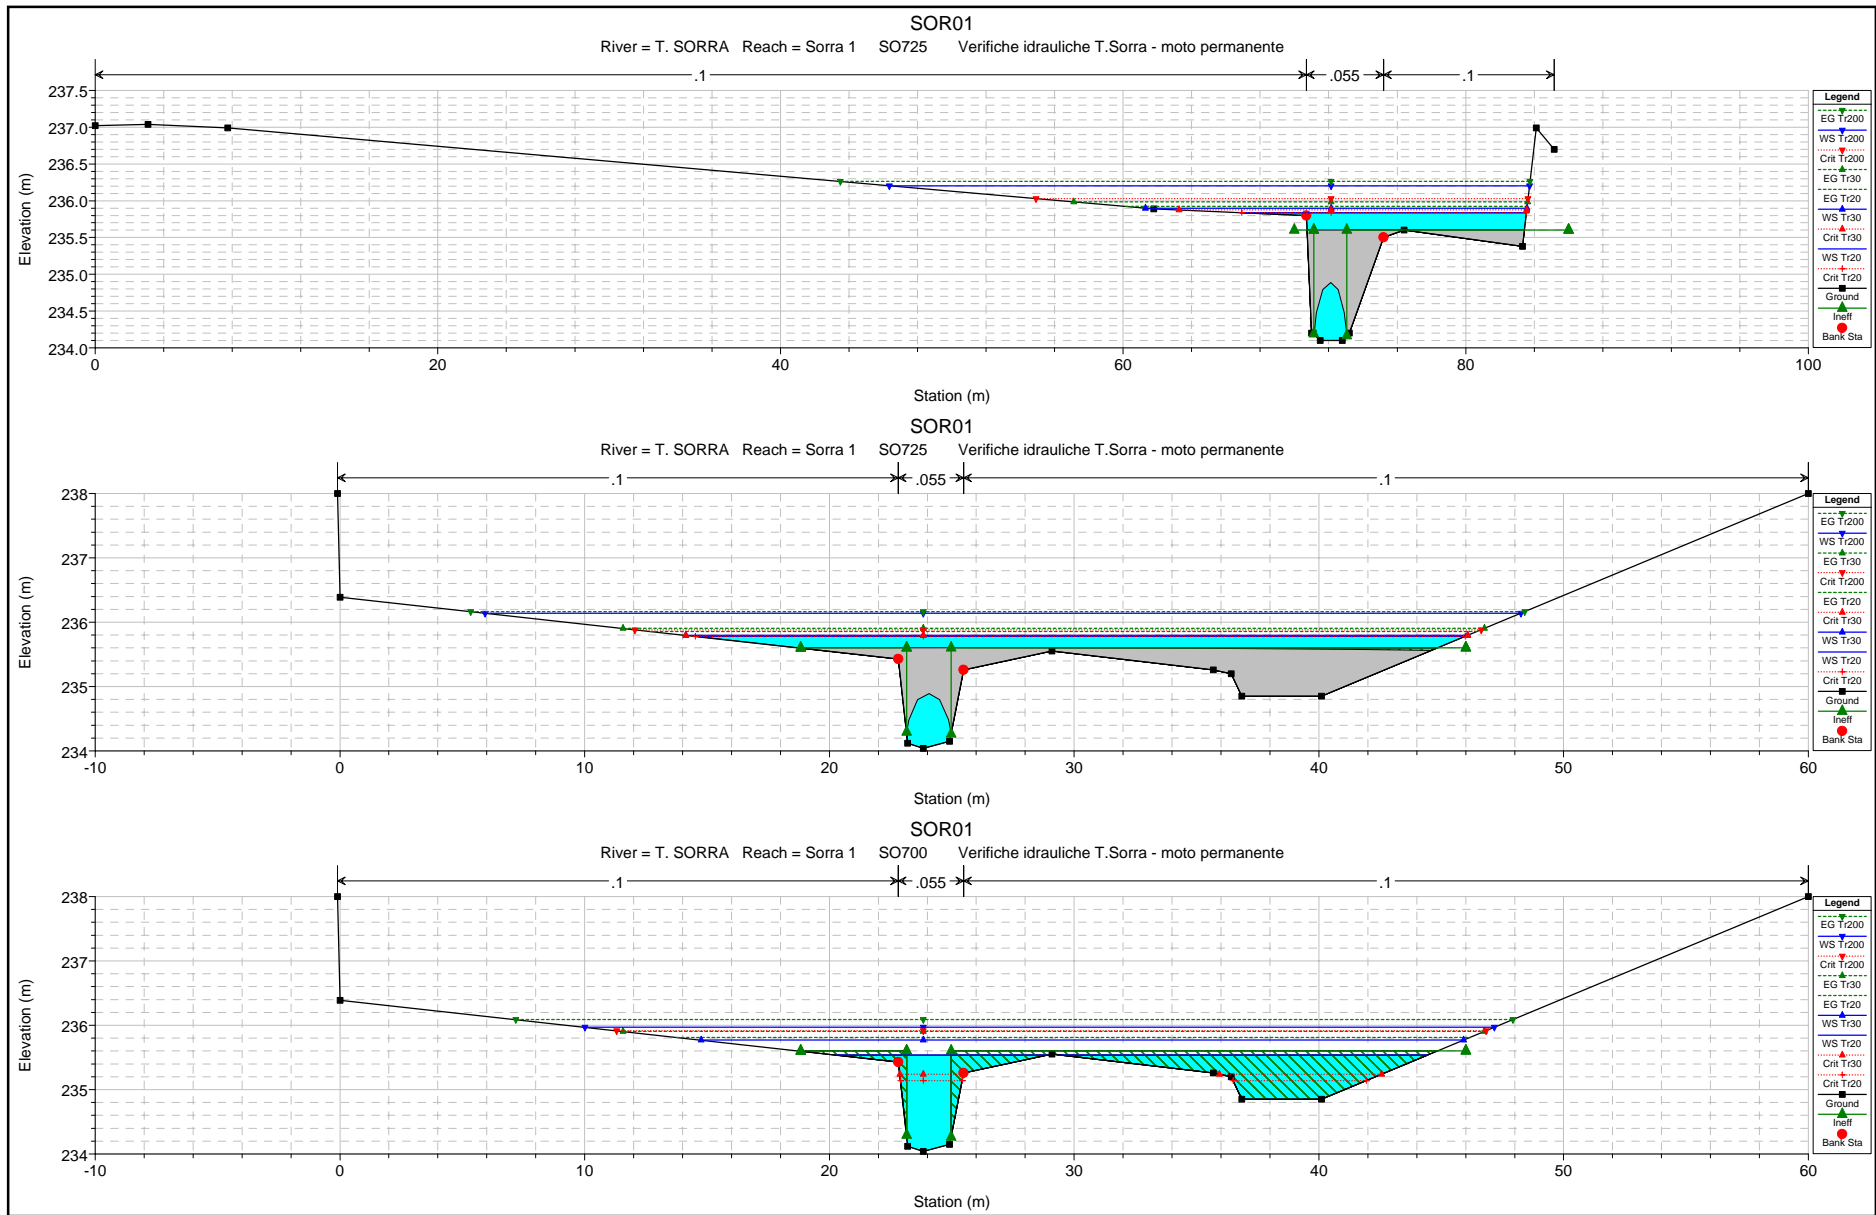 SOR01
River = T. SORRA Reach = Sorra 1 SO725 Verifiche idrauliche T.Sorra - moto permanente
.1 .055 .1
Elevation (m)
237.5
237.0
236.5
236.0
235.5
235.0
234.5
234.0
0 20 40 60 80 100
Station (m)
Legend
EG Tr200
WS Tr200
Crit Tr200
EG Tr30
EG Tr20
WS Tr30
Crit Tr30
WS Tr20
Crit Tr20
Ground
Ineff
Bank Sta
SOR01
River = T. SORRA Reach = Sorra 1 SO725 Verifiche idrauliche T.Sorra - moto permanente
.1 .055 .1
Elevation (m)
238
237
236
235
234
-10 0 10 20 30 40 50 60
Station (m)
Legend
EG Tr200
WS Tr200
EG Tr30
Crit Tr200
EG Tr20
Crit Tr30
WS Tr30
WS Tr20
Crit Tr20
Ground
Ineff
Bank Sta
SOR01
River = T. SORRA Reach = Sorra 1 SO700 Verifiche idrauliche T.Sorra - moto permanente
.1 .055 .1
Elevation (m)
238
237
236
235
234
-10 0 10 20 30 40 50 60
Station (m)
Legend
EG Tr200
WS Tr200
Crit Tr200
EG Tr30
EG Tr20
WS Tr30
WS Tr20
Crit Tr30
Crit Tr20
Ground
Ineff
Bank Sta